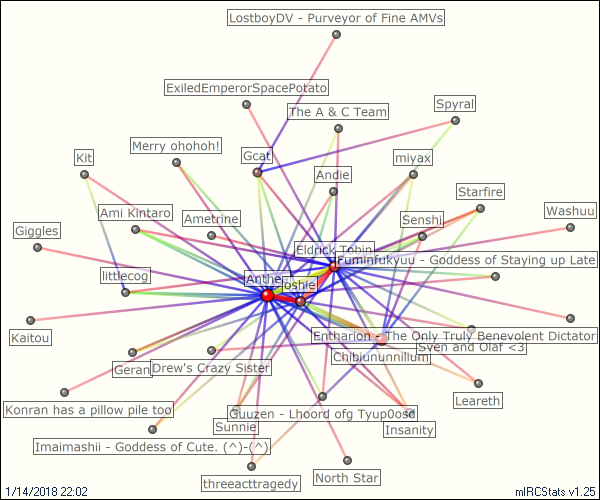 LostboyDV - Purveyor of Fine AMVs
ExiledEmperorSpacePotato
The A & C Team
Spyral
Merry ohohoh!
Gcat
Kit
miyax
Andie
Starfire
Ami Kintaro
Ametrine
Senshi
Washuu
Giggles
Eldrick Tobin
Fuminfukyuu - Goddess of Staying up Late
littlecog
Anther
Joshie
Kaitou
Entharion - The Only Truly Benevolent Dictator
Sven and Olaf <3
Chibiununnilium
Geran
Drew's Crazy Sister
Leareth
Konran has a pillow pile too
Guuzen - Lhoord ofg Tyup0osd
Sunnie
Insanity
Imaimashii - Goddess of Cute. (^)-(^)
threeacttragedy
North Star
1/14/2018 22:02
mIRCStats v1.25